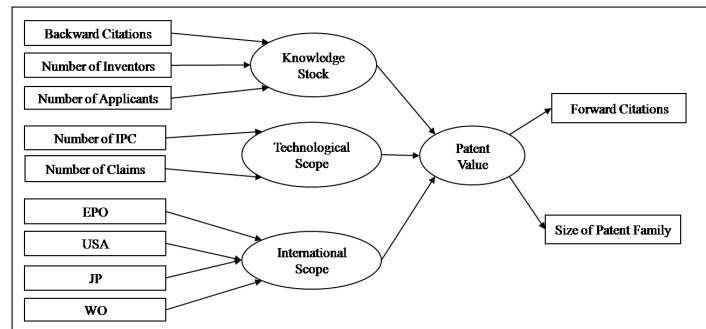 Backward Citations
Number of Inventors
Number of Applicants
Knowledge
Stock
Number of IPC
Number of Claims
Technological
Scope
EPO
USA
JP
WO
International
Scope
Patent
Value
Forward Citations
Size of Patent Family